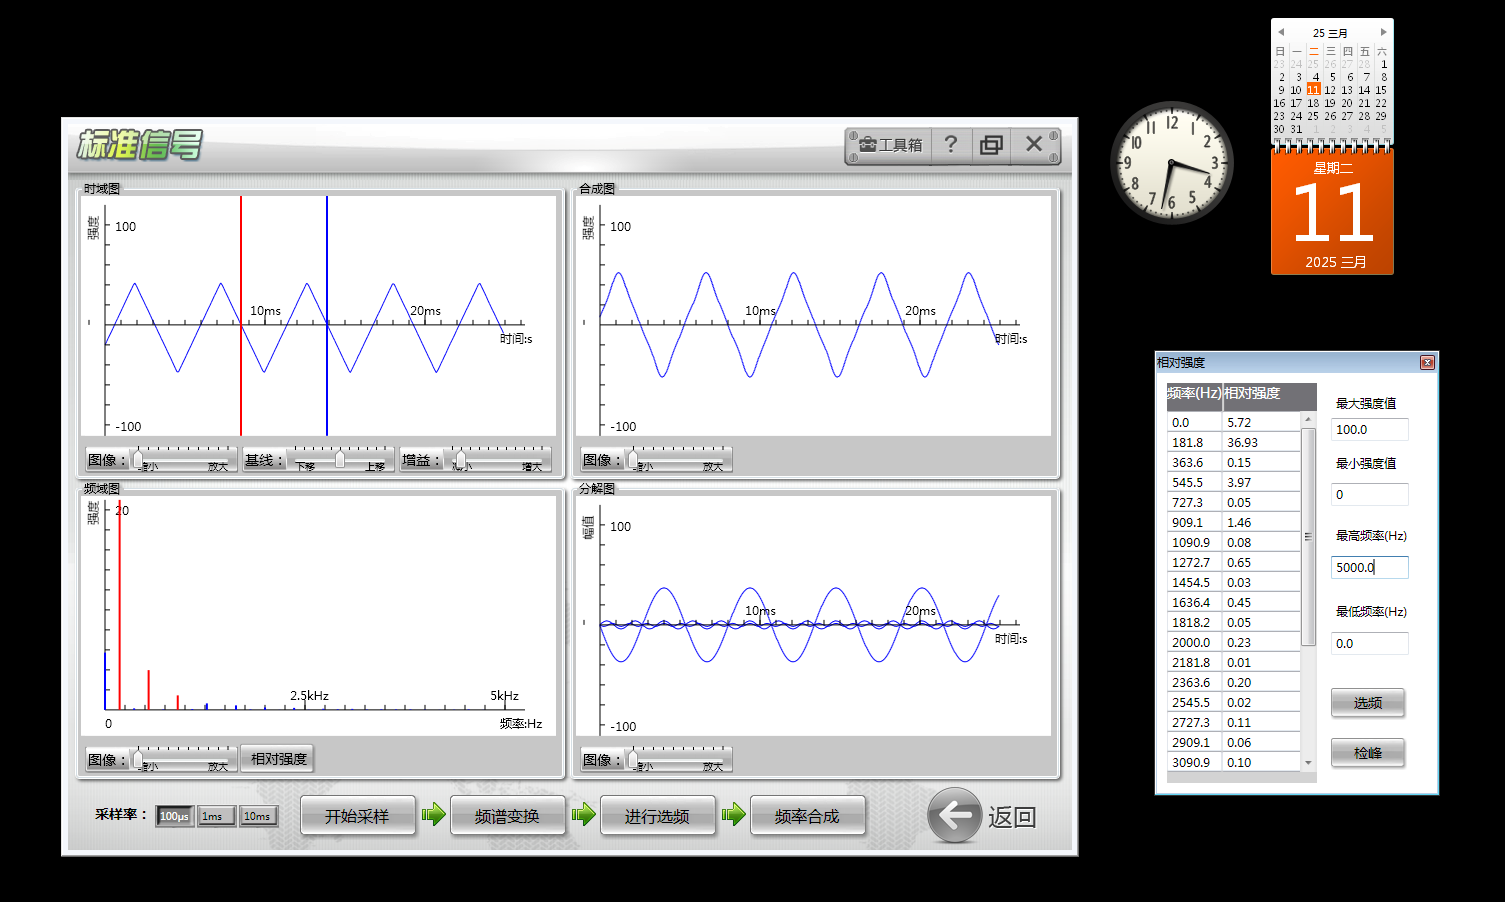 标准信号
工具箱
?
时域图
强度
100
10ms
20ms
时间:s
-100
图像：
缩小
放大
基线：
下移
上移
增益：
减小
增大
合成图
强度
100
10ms
20ms
时间:s
-100
图像：
缩小
放大
频域图
强度
20
2.5kHz
5kHz
0
频率:Hz
图像：
缩小
放大
相对强度
分解图
幅值
100
10ms
20ms
时间:s
-100
图像：
缩小
放大
采样率：
100μs
1ms
10ms
开始采样
频谱变换
进行选频
频率合成
返回
12
1
2
3
4
5
6
7
8
9
10
11
25 三月
日 一 二 三 四 五 六
23 24 25 26 27 28 1
2 3 4 5 6 7 8
9 10 11 12 13 14 15
16 17 18 19 20 21 22
23 24 25 26 27 28 29
30 31 1 2 3 4 5
星期二
11
2025 三月
相对强度
频率(Hz) 相对强度
0.0 5.72
181.8 36.93
363.6 0.15
545.5 3.97
727.3 0.05
909.1 1.46
1090.9 0.08
1272.7 0.65
1454.5 0.03
1636.4 0.45
1818.2 0.05
2000.0 0.23
2181.8 0.01
2363.6 0.20
2545.5 0.02
2727.3 0.11
2909.1 0.06
3090.9 0.10
最大强度值
100.0
最小强度值
0
最高频率(Hz)
5000.0
最低频率(Hz)
0.0
选频
检峰